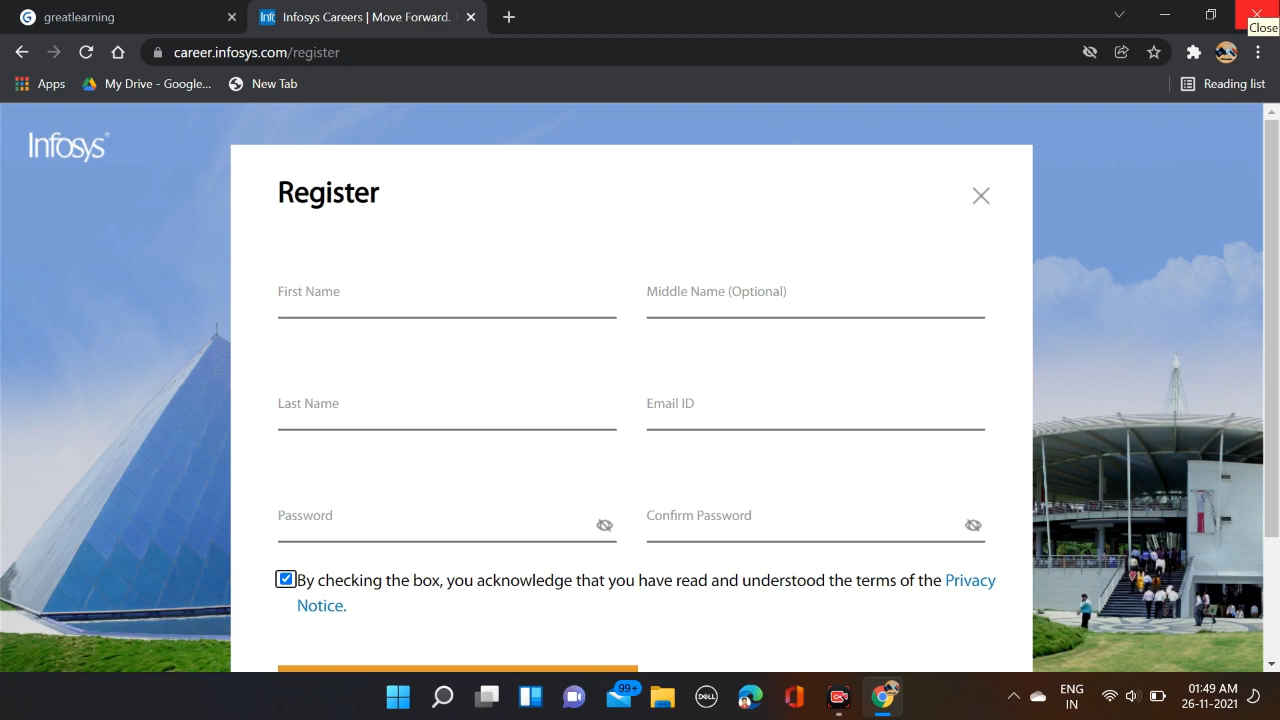 greatlearning
Infosys Careers | Move Forward.
Close
career.infosys.com/register
Apps
My Drive - Google...
New Tab
Reading list
Infosys
Register
First Name
Middle Name (Optional)
Last Name
Email ID
Password
Confirm Password
By checking the box, you acknowledge that you have read and understood the terms of the Privacy
Notice.
99+
DELL
ENG
IN
01:49 AM
26-11-2021